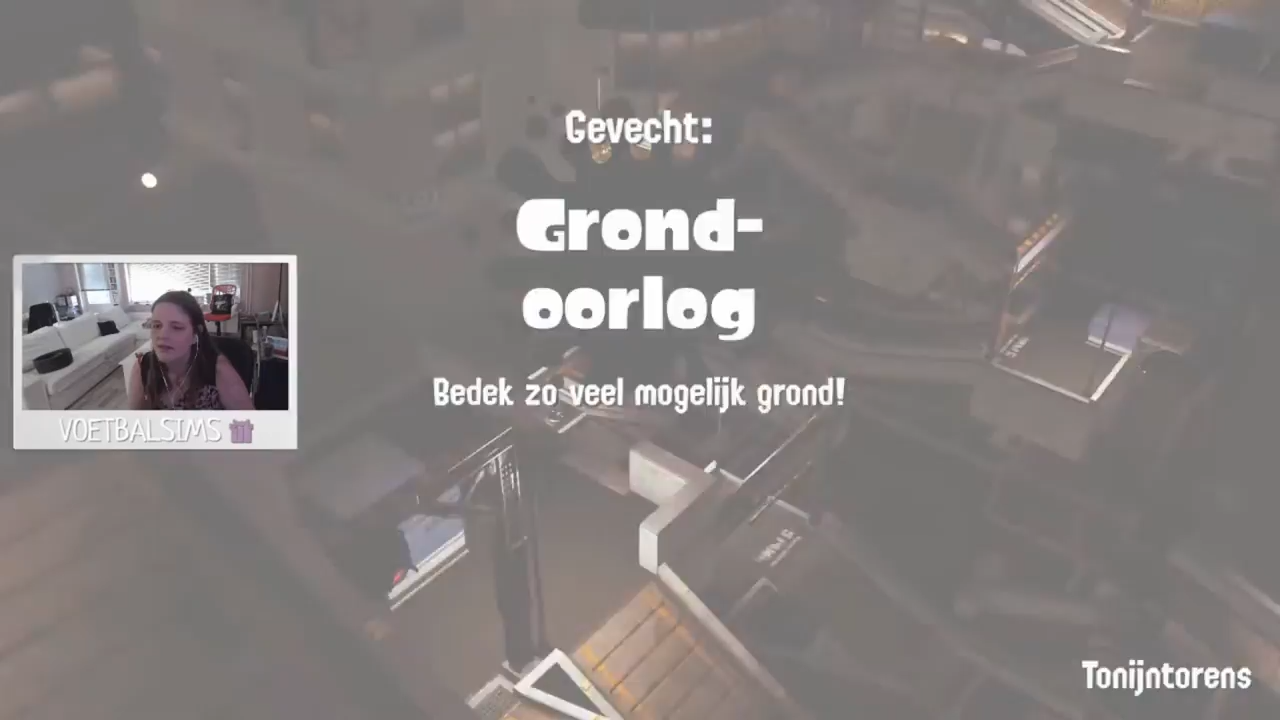 Gevecht:
Grond-
oorlog
Bedek zo veel mogelijk grond!
VOETBALSIMS
Tonijntorens